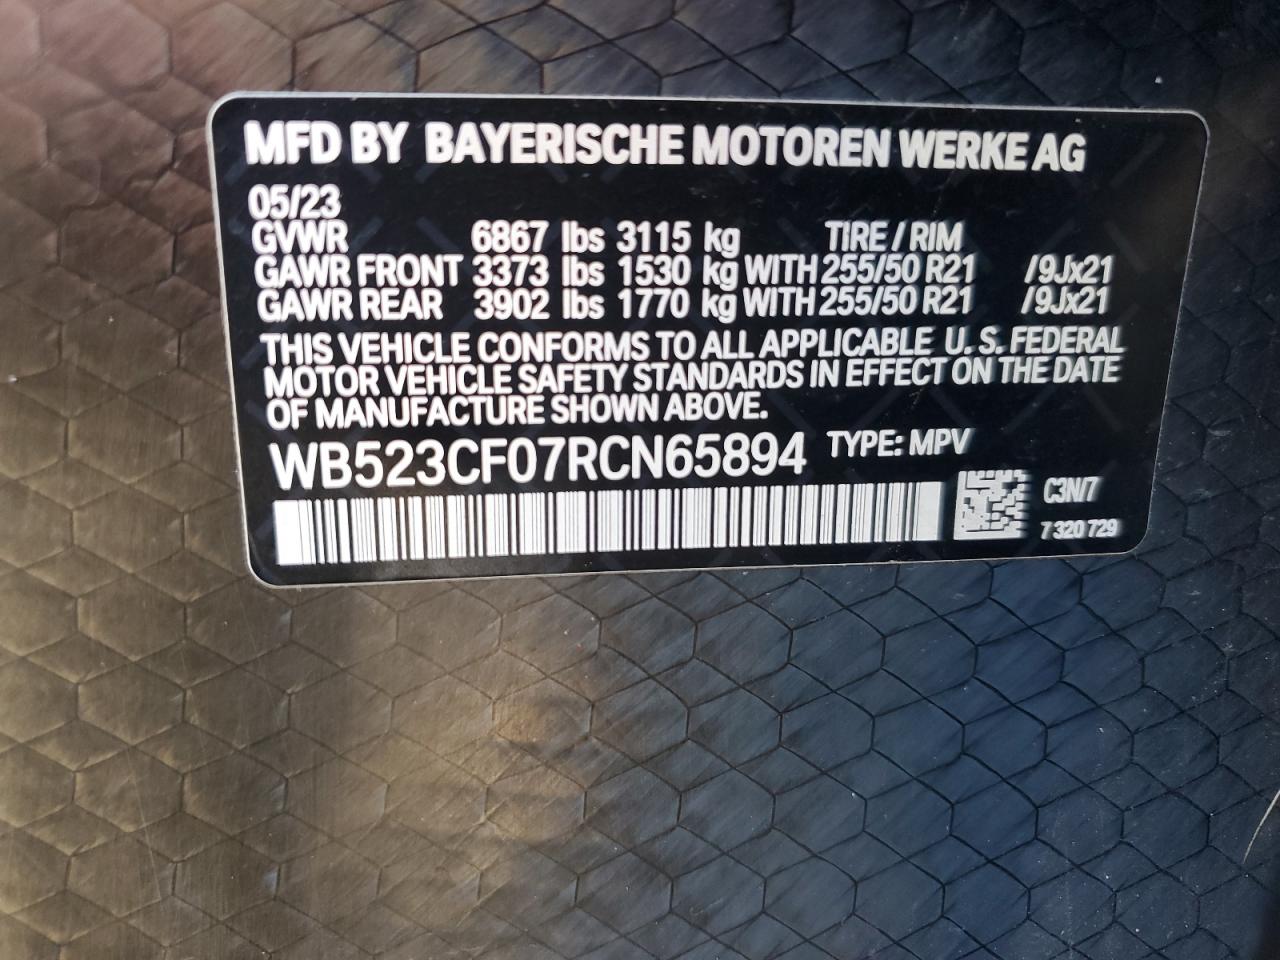 MFD BY BAYERISCHE MOTOREN WERKE AG
05/23
GVWR 6867 lbs 3115 kg TIRE / RIM
GAWR FRONT 3373 lbs 1530 kg WITH 255/50 R21 /9Jx21
GAWR REAR 3902 lbs 1770 kg WITH 255/50 R21 /9Jx21
THIS VEHICLE CONFORMS TO ALL APPLICABLE U.S. FEDERAL
MOTOR VEHICLE SAFETY STANDARDS IN EFFECT ON THE DATE
OF MANUFACTURE SHOWN ABOVE.
WB523CF07RCN65894 TYPE: MPV
C3N/7
7 320 729